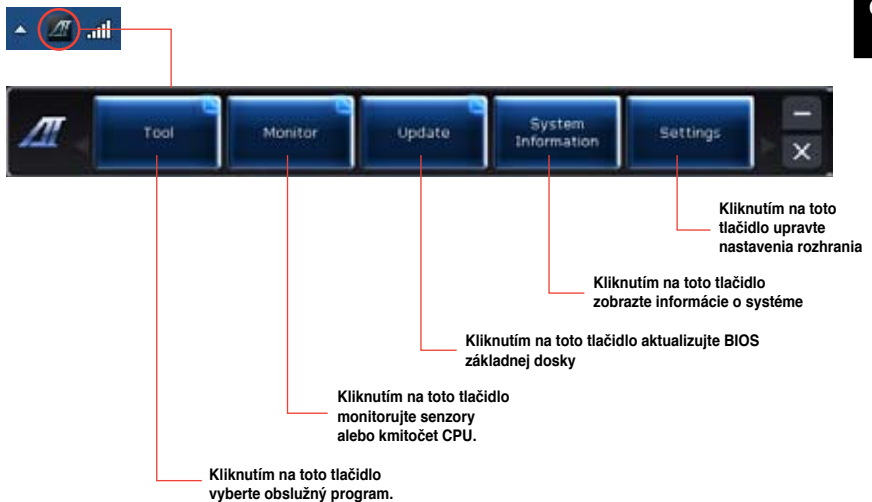 Tool
Monitor
Update
System
Information
Settings
Kliknutím na toto
tlačidlo upravte
nastavenia rozhrania
Kliknutím na toto tlačidlo
zobrazte informácie o systéme
Kliknutím na toto tlačidlo aktualizujte BIOS
základnej dosky
Kliknutím na toto tlačidlo
monitorujte senzory
alebo kmitočet CPU.
Kliknutím na toto tlačidlo
vyberte obslužný program.